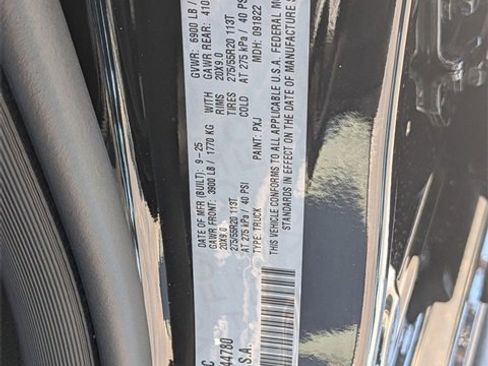 DATE OF MFR (BUILT): 9-25 GVWR: 6900 LB /
GAWR FRONT: 3900 LB / 1770 KG WITH GAWR REAR: 410
20X9.0 RIMS 20X9.0
275/55R20 113T TIRES 275/55R20 113T
AT 275 kPa / 40 PSI COLD AT 275 kPa / 40 PS
TYPE: TRUCK PAINT: PXJ MDH: 091822
THIS VEHICLE CONFORMS TO ALL APPLICABLE U.S.A. FEDERAL MO
STANDARDS IN EFFECT ON THE DATE OF MANUFACTURE S
C
44780
S.A.